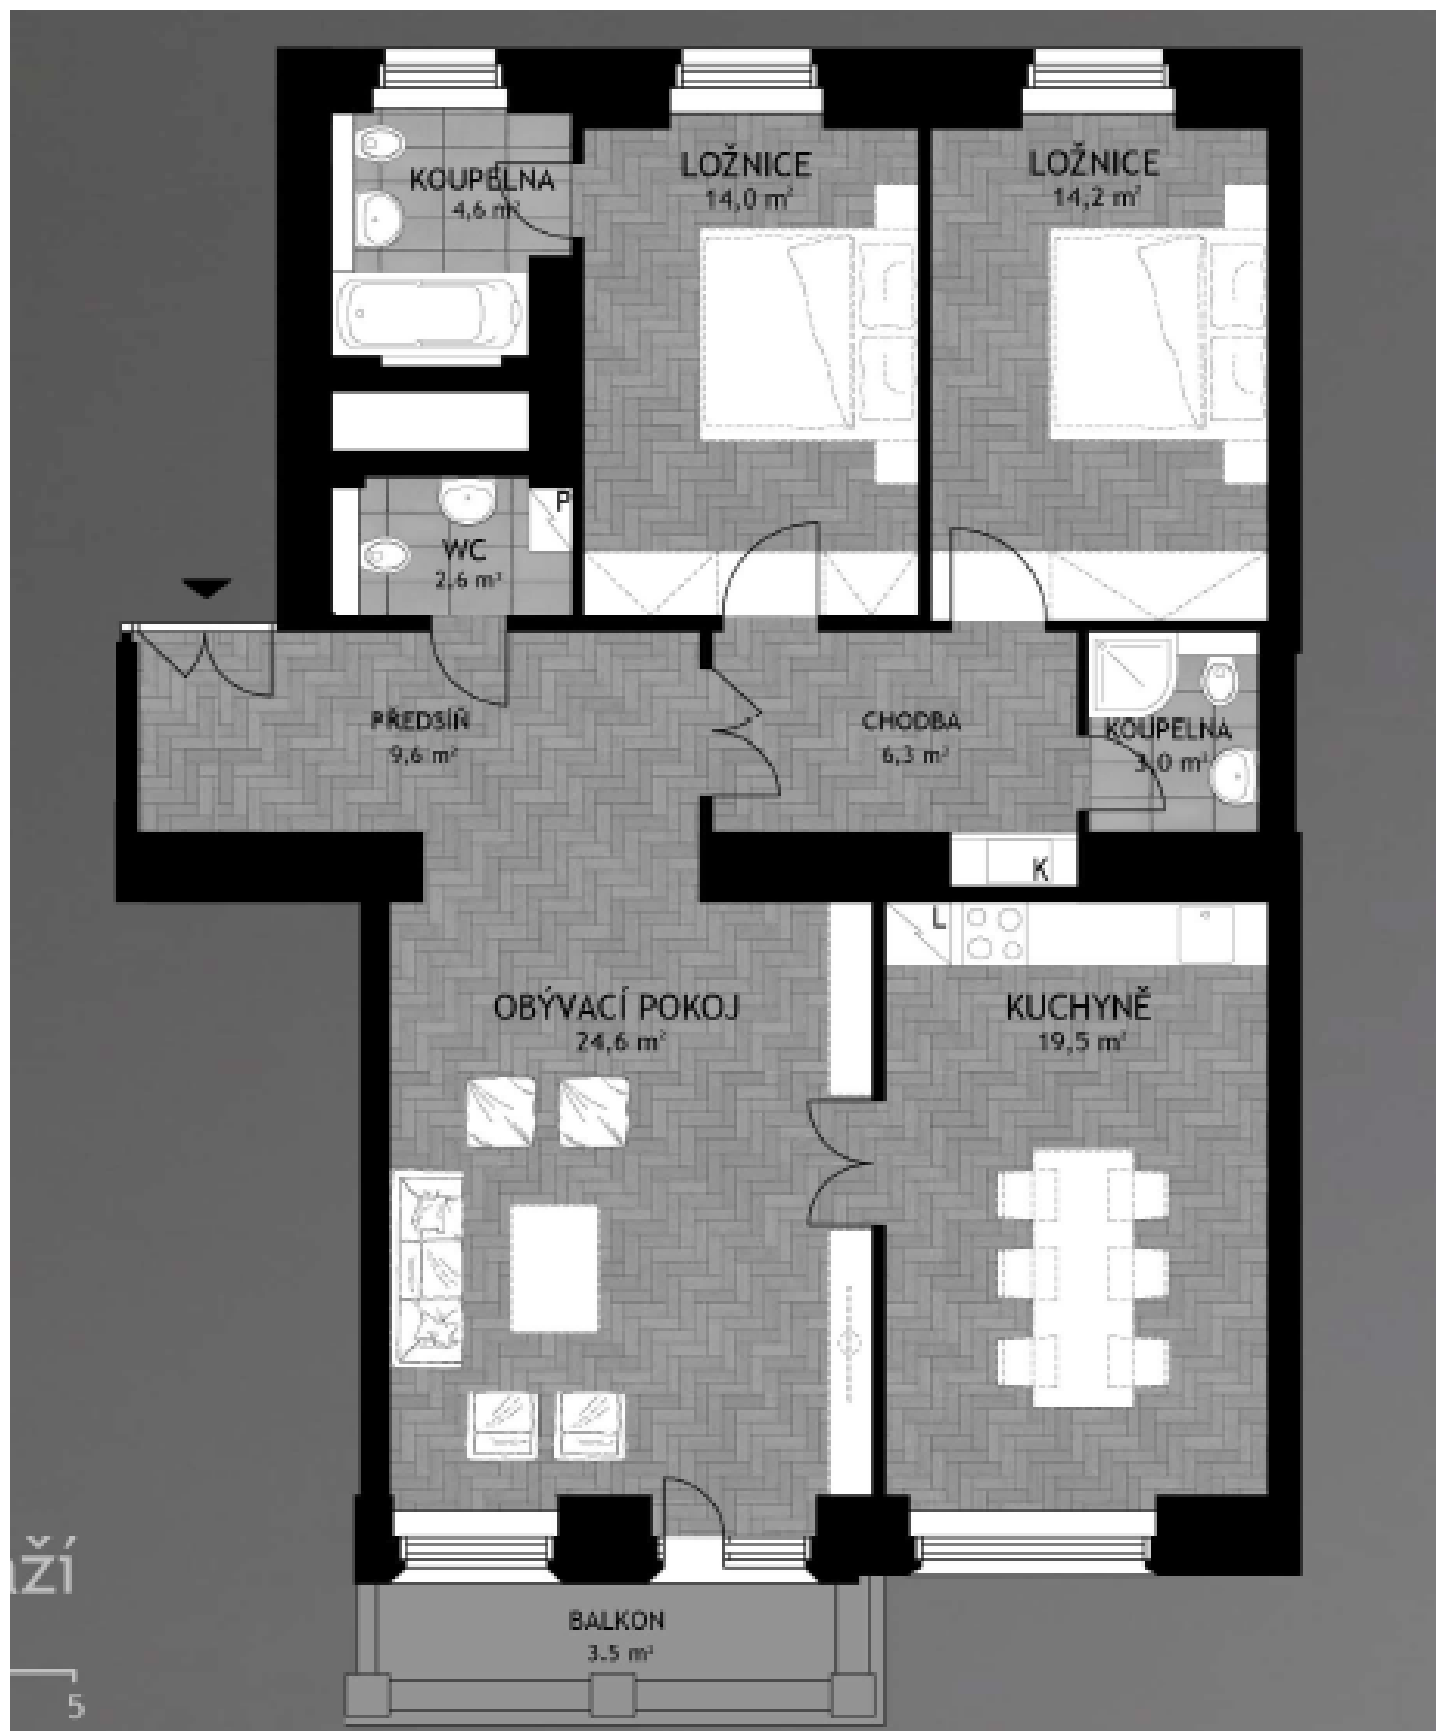 KOUPELNA
4,6 m²
LOŽNICE
14,0 m²
LOŽNICE
14,2 m²
P
WC
2,6 m²
PŘEDSÍŇ
9,6 m²
CHODBA
6,3 m²
KOUPELNA
3,0 m²
K
L
OBÝVACÍ POKOJ
24,6 m²
KUCHYNĚ
19,5 m²
ží
BALKON
3.5 m²
5